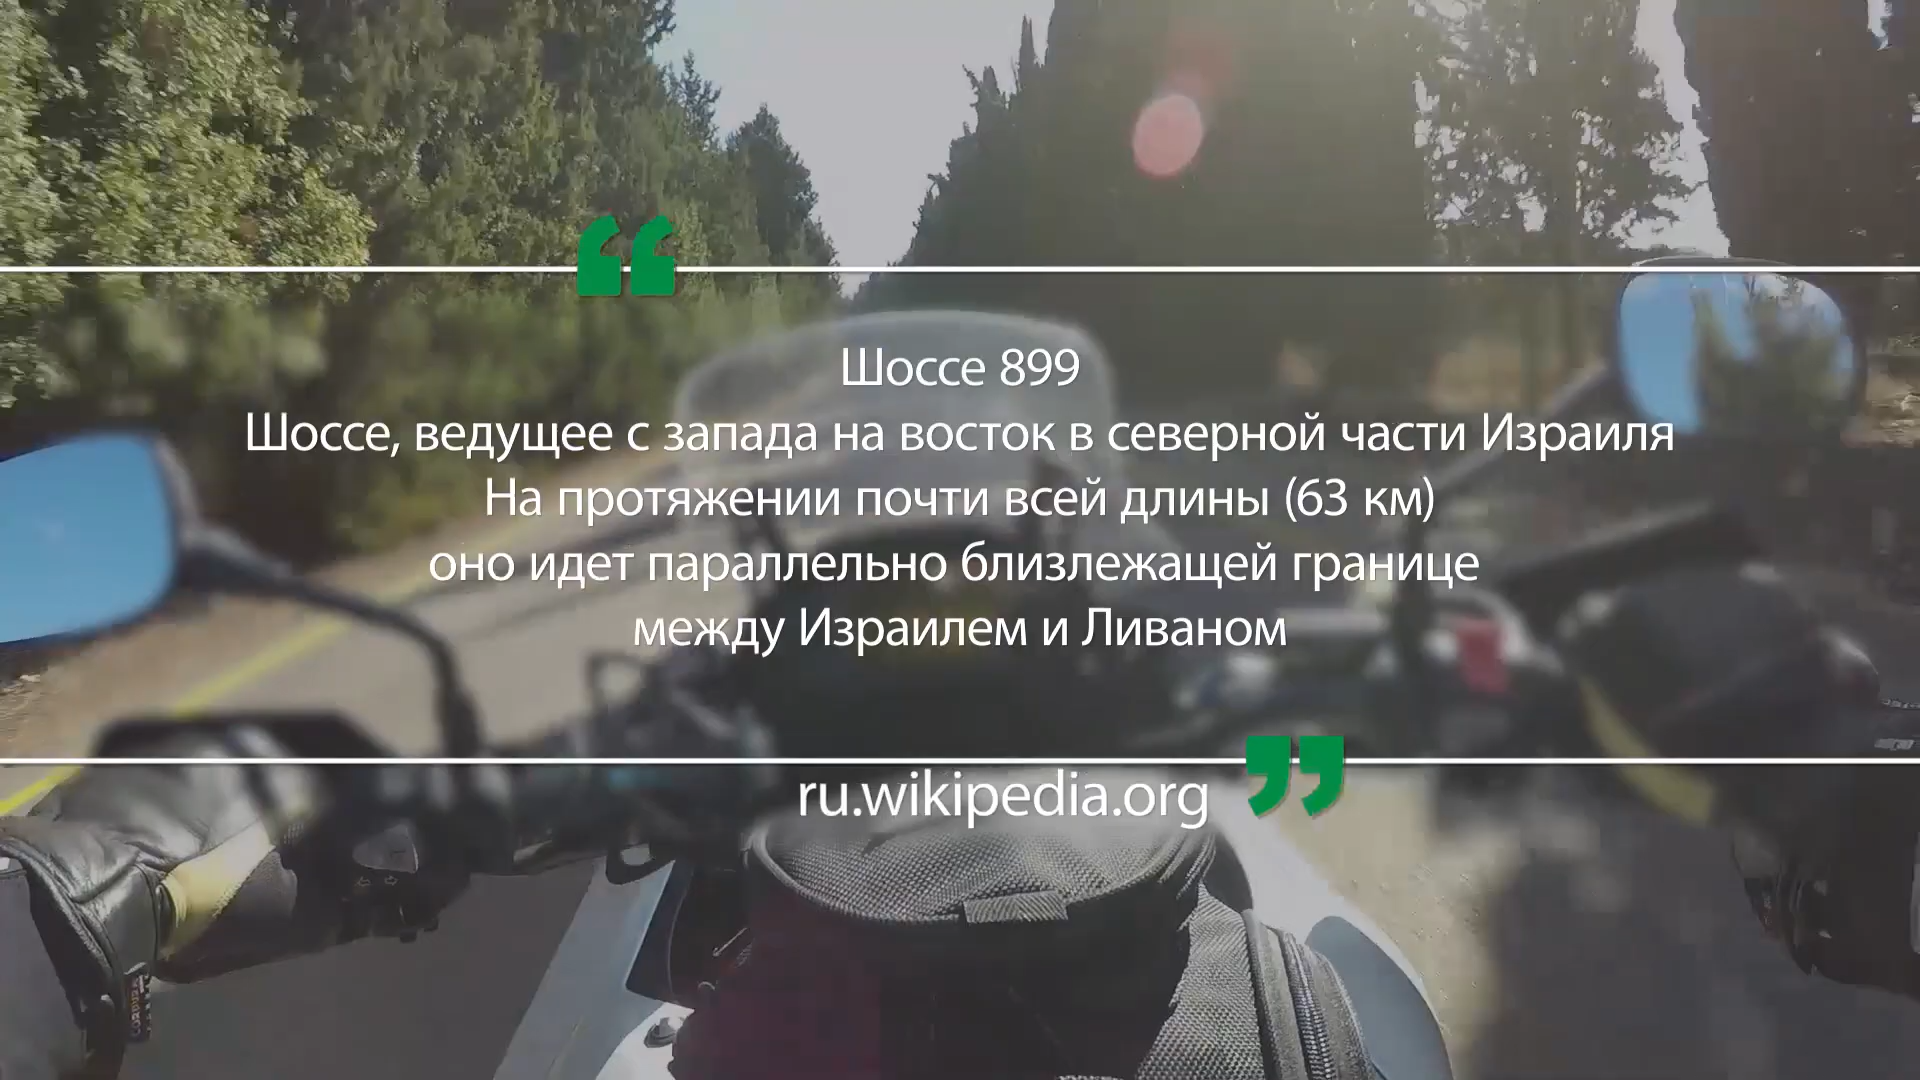 “
Шоссе 899
Шоссе, ведущее с запада на восток в северной части Израиля
На протяжении почти всей длины (63 км)
оно идет параллельно близлежащей границе
между Израилем и Ливаном
ru.wikipedia.org ”
CORDURA